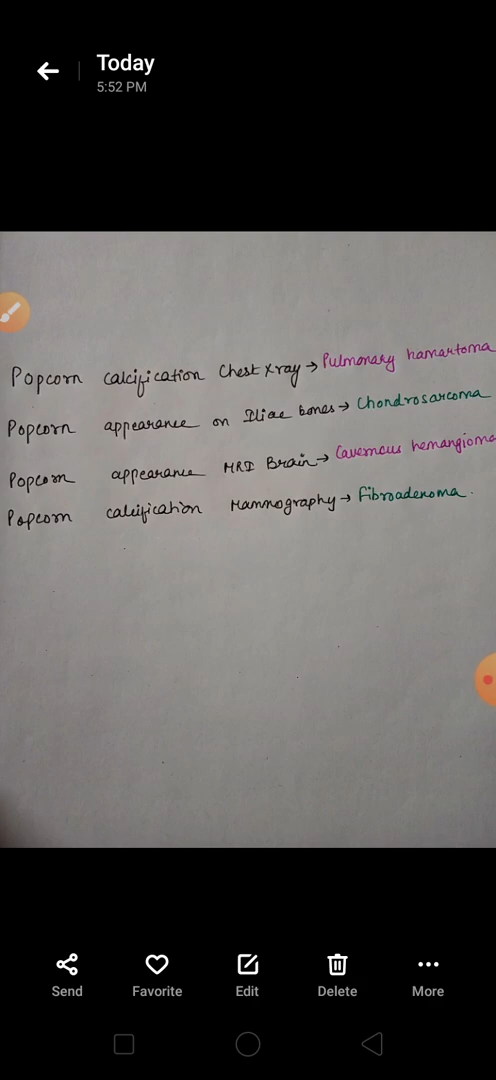 Today
5:52 PM
Popcorn calcification Chest xray → Pulmonary hamartoma
Popcorn appearance on Iliac bones → Chondrosarcoma
Popcorn appearance MRI Brain → Cavernous hemangioma
Popcorn calcification Mammography → Fibroadenoma.
Send
Favorite
Edit
Delete
More